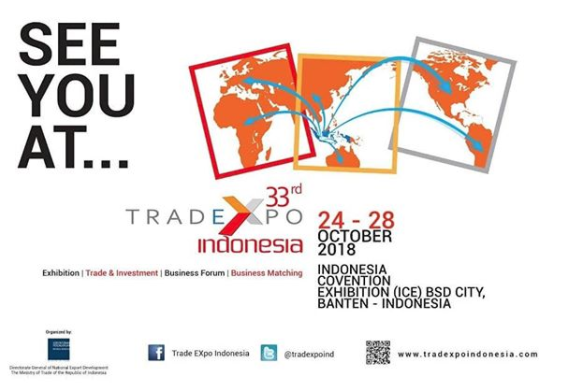 SEE
YOU
AT...
33rd
TRADEXPO
indonesia
24 - 28
OCTOBER
2018
INDONESIA
COVENTION
EXHIBITION (ICE) BSD CITY,
BANTEN - INDONESIA
Exhibition | Trade & Investment | Business Forum | Business Matching
Organized by:
Directorate General of National Export Development
The Ministry of Trade of the Republic of Indonesia
Trade EXpo Indonesia
@tradexpoind
www.tradexpoindonesia.com